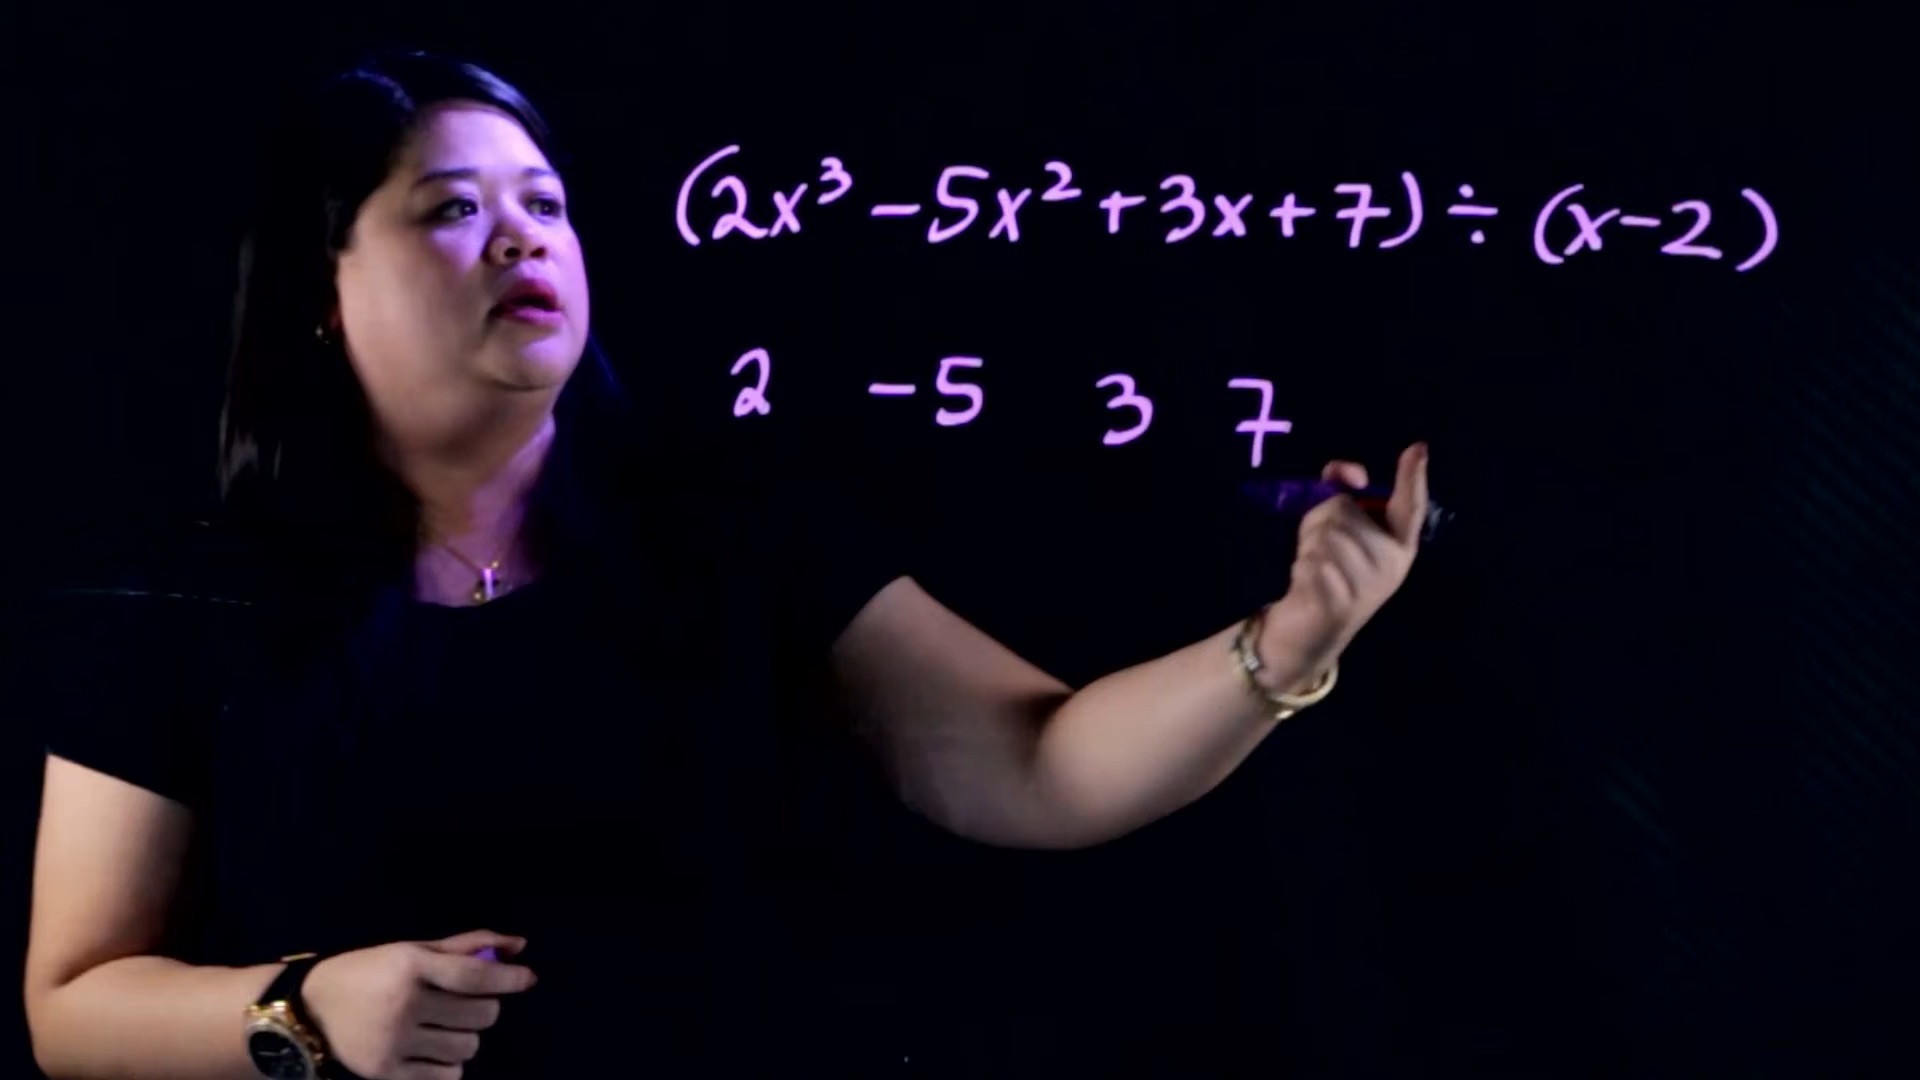 (2x³ - 5x² + 3x + 7) ÷ (x - 2)
2 -5 3 7